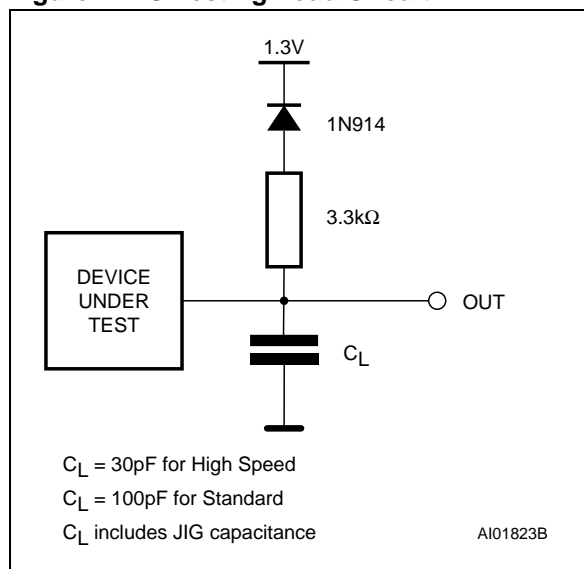 1.3V
1N914
3.3kΩ
DEVICE
UNDER
TEST
OUT
CL
CL = 30pF for High Speed
CL = 100pF for Standard
CL includes JIG capacitance
AI01823B